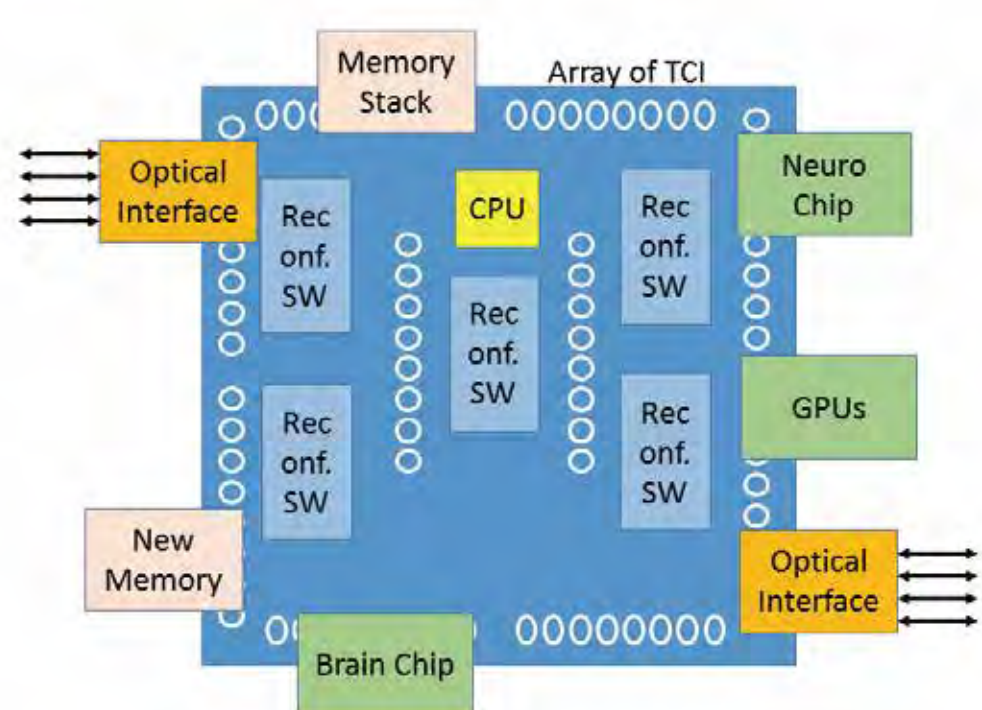 Memory
Stack
Array of TCI
Optical
Interface
Neuro
Chip
Rec
onf.
SW
CPU
Rec
onf.
SW
Rec
onf.
SW
GPUs
Rec
onf.
SW
Rec
onf.
SW
New
Memory
Optical
Interface
Brain Chip